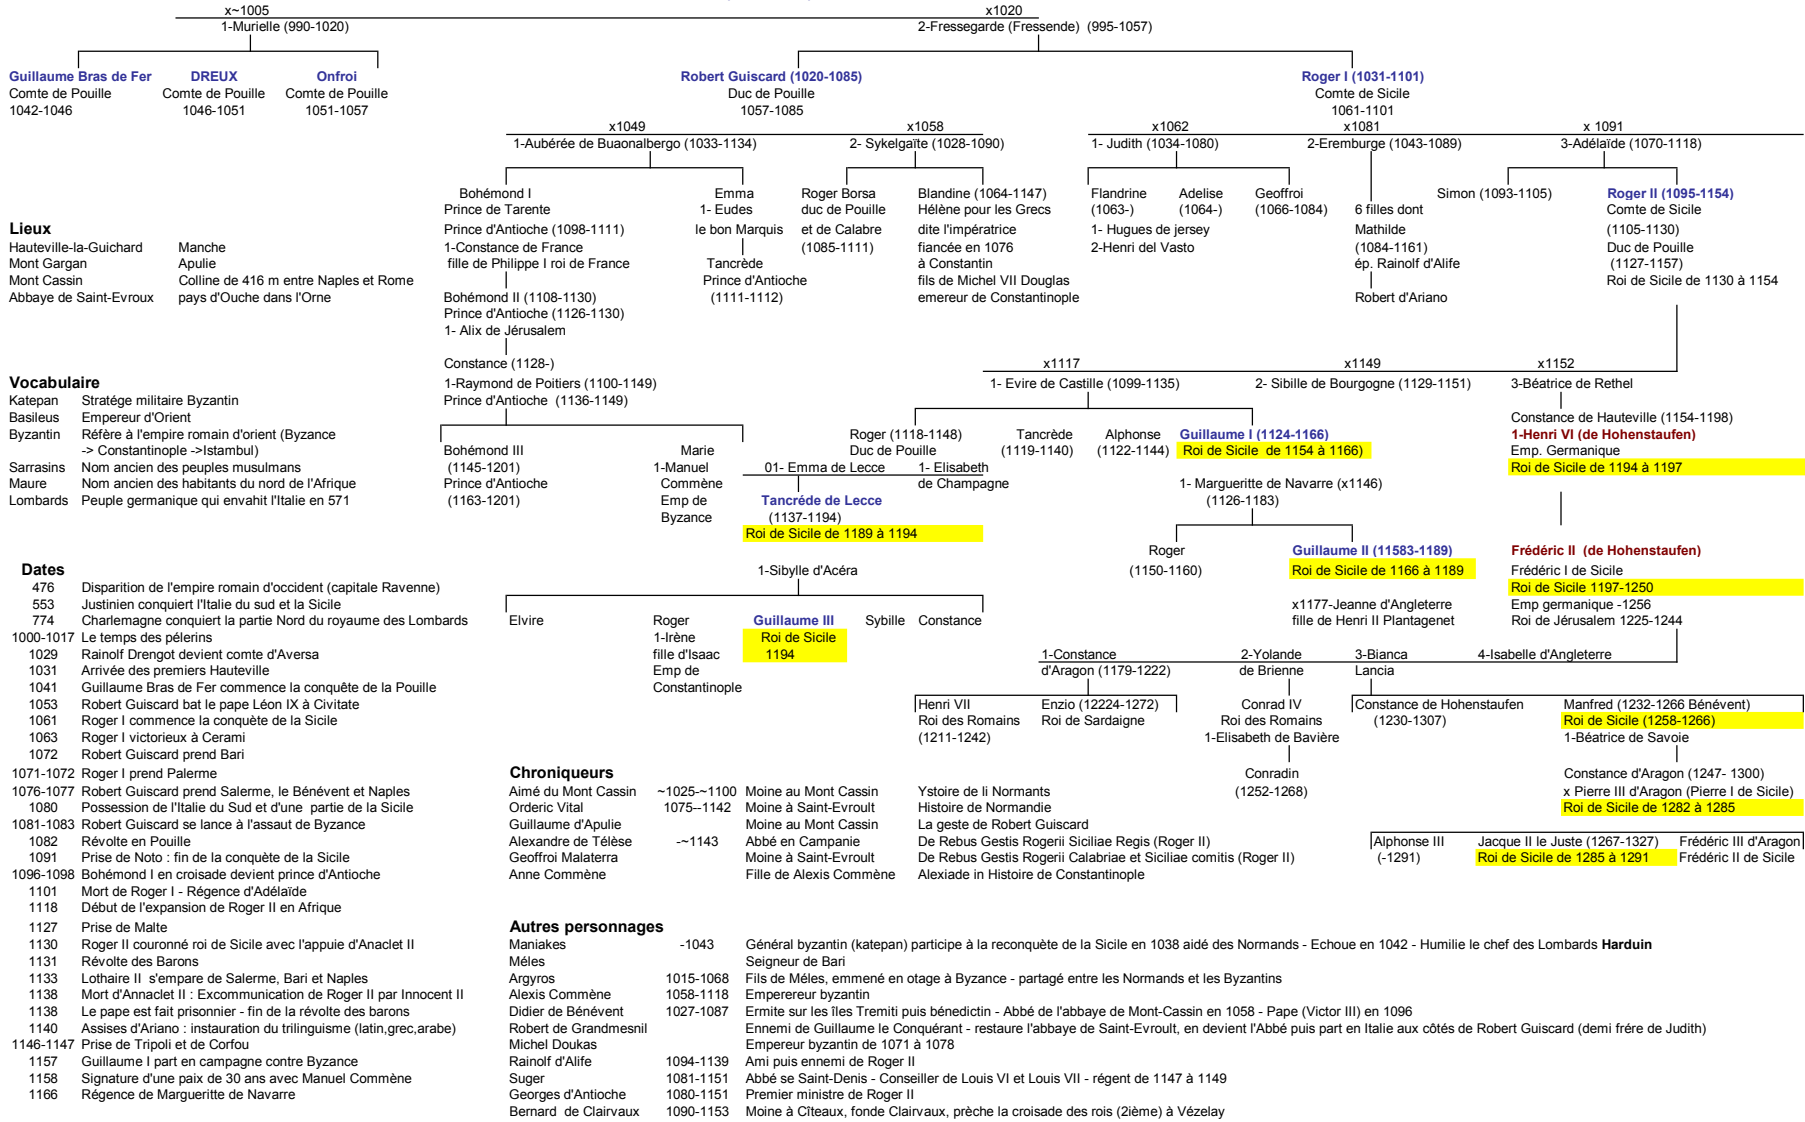 x~1005 x1020
1-Murielle (990-1020) 2-Fressegarde (Fressende) (995-1057)
Guillaume Bras de Fer DREUX Onfroi Robert Guiscard (1020-1085) Roger I (1031-1101)
Comte de Pouille Comte de Pouille Comte de Pouille Duc de Pouille Comte de Sicile
1042-1046 1046-1051 1051-1057 1057-1085 1061-1101
x1049 x1058 x1062 x1081 x 1091
1-Aubérée de Buaonalbergo (1033-1134) 2- Sykelgaïte (1028-1090) 1- Judith (1034-1080) 2-Eremburge (1043-1089) 3-Adélaïde (1070-1118)
Bohémond I Emma Roger Borsa Blandine (1064-1147) Flandrine Adelise Geoffroi Simon (1093-1105) Roger II (1095-1154)
Prince de Tarente 1- Eudes duc de Pouille Hélène pour les Grecs (1063-) (1064-) (1066-1084) 6 filles dont Comte de Sicile
Lieux Prince d'Antioche (1098-1111) le bon Marquis et de Calabre dite l'impératrice 1- Hugues de jersey Mathilde (1105-1130)
Hauteville-la-Guichard Manche 1-Constance de France (1085-1111) fiancée en 1076 2-Henri del Vasto (1084-1161) Duc de Pouille
Mont Gargan Apulie fille de Philippe I roi de France Tancrède à Constantin ép. Rainolf d'Alife (1127-1157)
Mont Cassin Colline de 416 m entre Naples et Rome Prince d'Antioche fils de Michel VII Douglas Roi de Sicile de 1130 à 1154
Abbaye de Saint-Evroux pays d'Ouche dans l'Orne Bohémond II (1108-1130) (1111-1112) emereur de Constantinople Robert d'Ariano
Prince d'Antioche (1126-1130)
1- Alix de Jérusalem
Constance (1128-) x1117 x1149 x1152
Vocabulaire 1-Raymond de Poitiers (1100-1149) 1- Evire de Castille (1099-1135) 2- Sibille de Bourgogne (1129-1151) 3-Béatrice de Rethel
Katepan Stratége militaire Byzantin Prince d'Antioche (1136-1149)
Basileus Empereur d'Orient Constance de Hauteville (1154-1198)
Byzantin Réfère à l'empire romain d'orient (Byzance Roger (1118-1148) Tancrède Alphonse Guillaume I (1124-1166) 1-Henri VI (de Hohenstaufen)
-> Constantinople ->Istambul) Bohémond III Marie Duc de Pouille (1119-1140) (1122-1144) Roi de Sicile de 1154 à 1166) Emp. Germanique
Sarrasins Nom ancien des peuples musulmans (1145-1201) 1-Manuel 01- Emma de Lecce 1- Elisabeth Roi de Sicile de 1194 à 1197
Maure Nom ancien des habitants du nord de l'Afrique Prince d'Antioche Commène de Champagne 1- Margueritte de Navarre (x1146)
Lombards Peuple germanique qui envahit l'Italie en 571 (1163-1201) Emp de Tancréde de Lecce (1126-1183)
Byzance (1137-1194)
Roi de Sicile de 1189 à 1194
Roger Guillaume II (11583-1189) Frédéric II (de Hohenstaufen)
Dates 1-Sibylle d'Acéra (1150-1160) Roi de Sicile de 1166 à 1189 Frédéric I de Sicile
476 Disparition de l'empire romain d'occident (capitale Ravenne) Roi de Sicile 1197-1250
553 Justinien conquiert l'Italie du sud et la Sicile x1177-Jeanne d'Angleterre Emp germanique -1256
774 Charlemagne conquiert la partie Nord du royaume des Lombards Elvire Roger Guillaume III Sybille Constance fille de Henri II Plantagenet Roi de Jérusalem 1225-1244
1000-1017 Le temps des pélerins 1-Irène Roi de Sicile
1029 Rainolf Drengot devient comte d'Aversa fille d'Isaac 1194 1-Constance 2-Yolande 3-Bianca 4-Isabelle d'Angleterre
1031 Arrivée des premiers Hauteville Emp de d'Aragon (1179-1222) de Brienne Lancia
1041 Guillaume Bras de Fer commence la conquête de la Pouille Constantinople
1053 Robert Guiscard bat le pape Léon IX à Civitate Henri VII Enzio (12224-1272) Conrad IV Constance de Hohenstaufen Manfred (1232-1266 Bénévent)
1061 Roger I commence la conquète de la Sicile Roi des Romains Roi de Sardaigne Roi des Romains (1230-1307) Roi de Sicile (1258-1266)
1063 Roger I victorieux à Cerami (1211-1242) 1-Elisabeth de Bavière 1-Béatrice de Savoie
1072 Robert Guiscard prend Bari
1071-1072 Roger I prend Palerme Chroniqueurs Conradin Constance d'Aragon (1247- 1300)
1076-1077 Robert Guiscard prend Salerme, le Bénévent et Naples Aimé du Mont Cassin ~1025-~1100 Moine au Mont Cassin Ystoire de li Normants (1252-1268) x Pierre III d'Aragon (Pierre I de Sicile)
1080 Possession de l'Italie du Sud et d'une partie de la Sicile Orderic Vital 1075--1142 Moine à Saint-Evroult Histoire de Normandie Roi de Sicile de 1282 à 1285
1081-1083 Robert Guiscard se lance à l'assaut de Byzance Guillaume d'Apulie Moine au Mont Cassin La geste de Robert Guiscard
1082 Révolte en Pouille Alexandre de Télèse -~1143 Abbé en Campanie De Rebus Gestis Rogerii Siciliae Regis (Roger II) Alphonse III Jacque II le Juste (1267-1327) Frédéric III d'Aragon
1091 Prise de Noto : fin de la conquète de la Sicile Geoffroi Malaterra Moine à Saint-Evroult De Rebus Gestis Rogerii Calabriae et Siciliae comitis (Roger II) (-1291) Roi de Sicile de 1285 à 1291 Frédéric II de Sicile
1096-1098 Bohémond I en croisade devient prince d'Antioche Anne Commène Fille de Alexis Commène Alexiade in Histoire de Constantinople
1101 Mort de Roger I - Régence d'Adélaïde
1118 Début de l'expansion de Roger II en Afrique
1127 Prise de Malte Autres personnages
1130 Roger II couronné roi de Sicile avec l'appuie d'Anaclet II Maniakes -1043 Général byzantin (katepan) participe à la reconquète de la Sicile en 1038 aidé des Normands - Echoue en 1042 - Humilie le chef des Lombards Harduin
1131 Révolte des Barons Méles Seigneur de Bari
1133 Lothaire II s'empare de Salerme, Bari et Naples Argyros 1015-1068 Fils de Méles, emmené en otage à Byzance - partagé entre les Normands et les Byzantins
1138 Mort d'Annaclet II : Excommunication de Roger II par Innocent II Alexis Commène 1058-1118 Emperereur byzantin
1138 Le pape est fait prisonnier - fin de la révolte des barons Didier de Bénévent 1027-1087 Ermite sur les îles Tremiti puis bénedictin - Abbé de l'abbaye de Mont-Cassin en 1058 - Pape (Victor III) en 1096
1140 Assises d'Ariano : instauration du trilinguisme (latin,grec,arabe) Robert de Grandmesnil Ennemi de Guillaume le Conquérant - restaure l'abbaye de Saint-Evroult, en devient l'Abbé puis part en Italie aux côtés de Robert Guiscard (demi frére de Judith)
1146-1147 Prise de Tripoli et de Corfou Michel Doukas Empereur byzantin de 1071 à 1078
1157 Guillaume I part en campagne contre Byzance Rainolf d'Alife 1094-1139 Ami puis ennemi de Roger II
1158 Signature d'une paix de 30 ans avec Manuel Commène Suger 1081-1151 Abbé se Saint-Denis - Conseiller de Louis VI et Louis VII - régent de 1147 à 1149
1166 Régence de Margueritte de Navarre Georges d'Antioche 1080-1151 Premier ministre de Roger II
Bernard de Clairvaux 1090-1153 Moine à Cîteaux, fonde Clairvaux, prèche la croisade des rois (2ième) à Vézelay